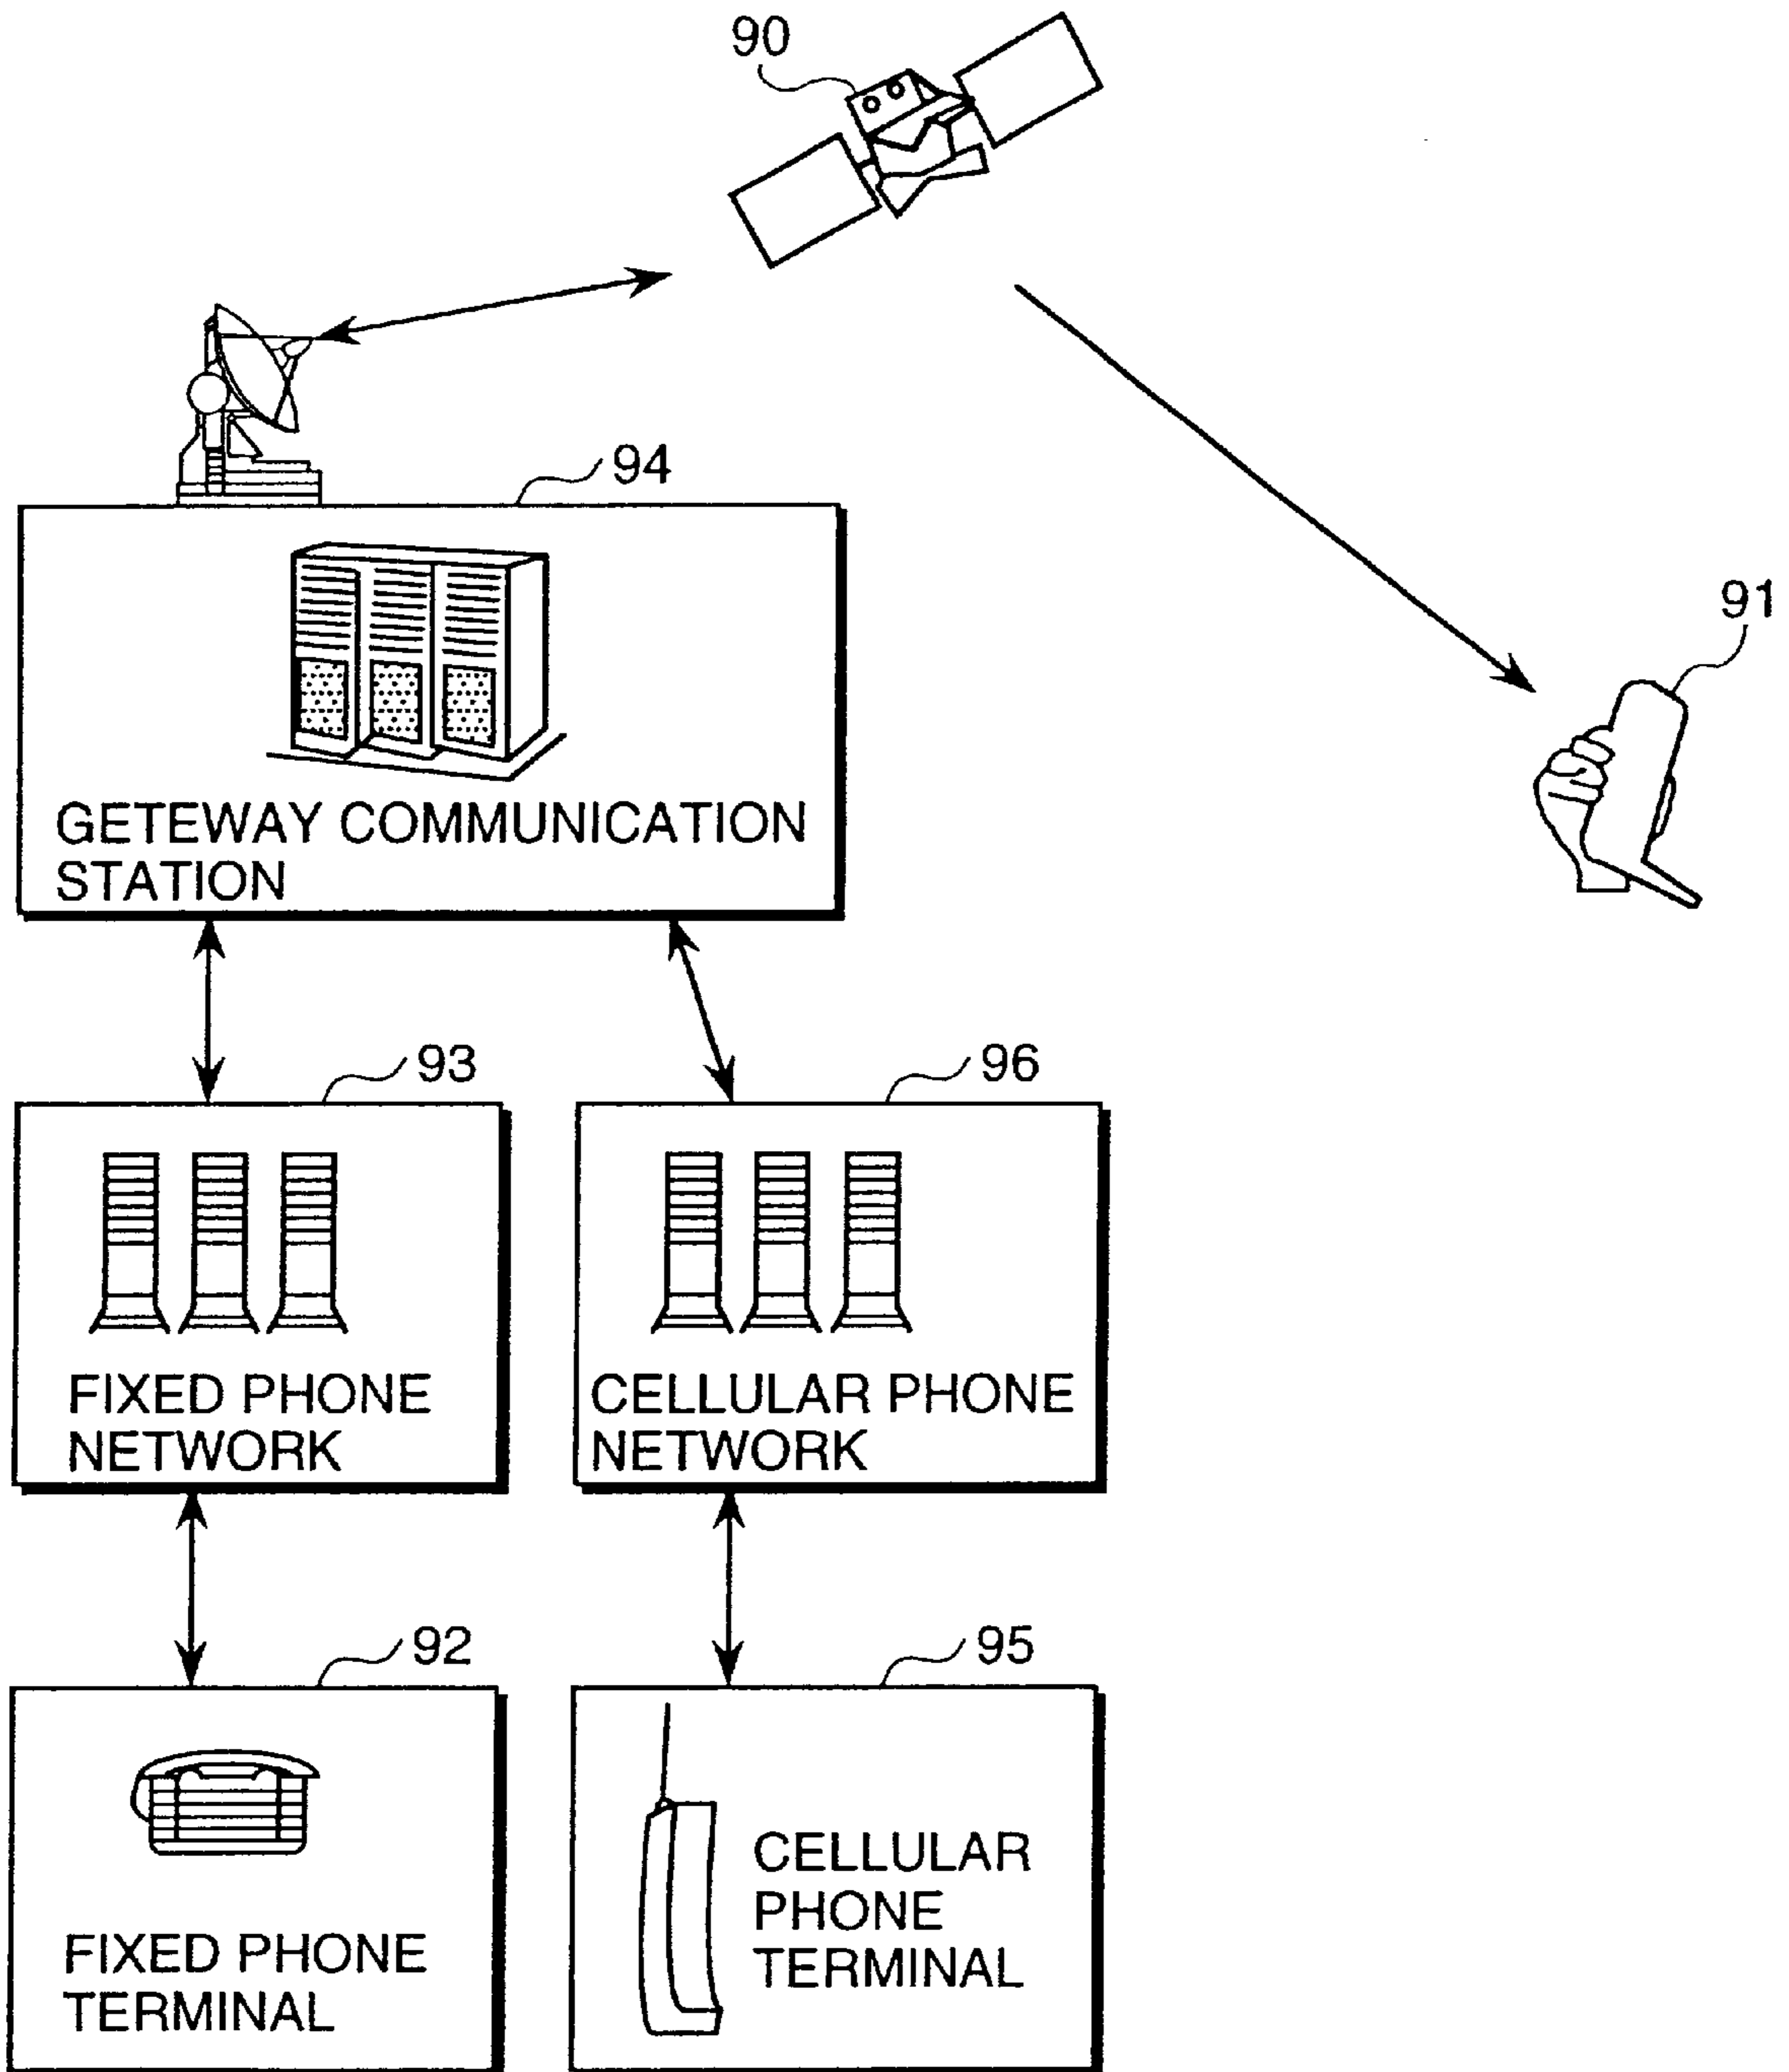 90
94
91
GETEWAY COMMUNICATION
STATION
93
96
FIXED PHONE
NETWORK
CELLULAR PHONE
NETWORK
92
95
FIXED PHONE
TERMINAL
CELLULAR
PHONE
TERMINAL